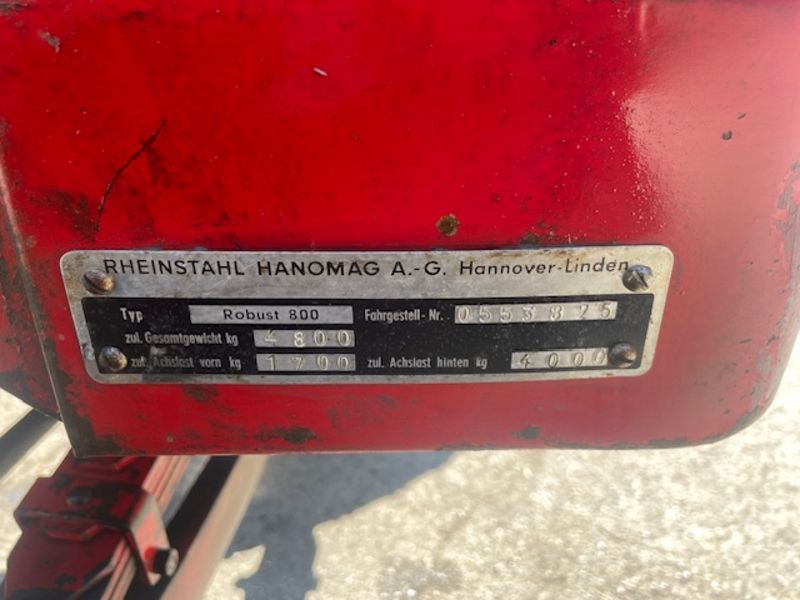 RHEINSTAHL HANOMAG A.-G. Hannover-Linden
Typ Robust 800 Fahrgestell-Nr. 0553825
zul. Gesamtgewicht kg 4800
zul. Achslast vorn kg 1700 zul. Achslast hinten kg 4000